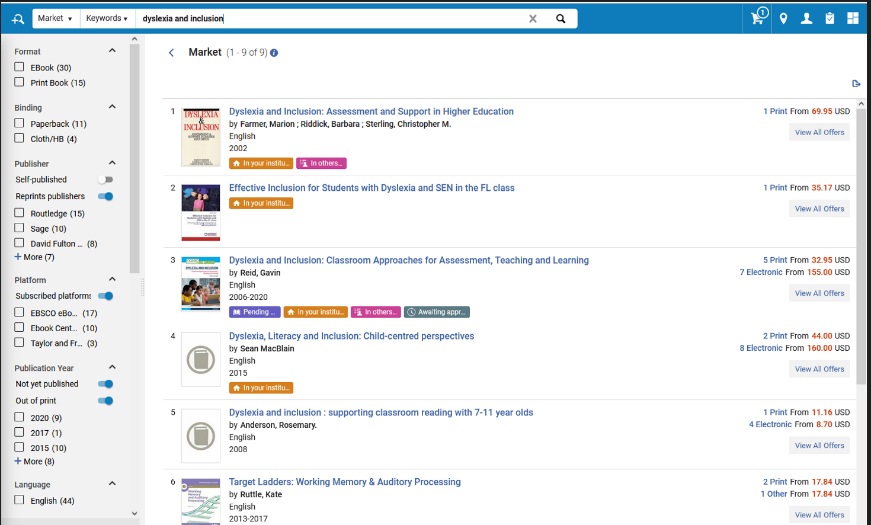 Market
Keywords
dyslexia and inclusion
1
Format
EBook (30)
Print Book (15)
Binding
Paperback (11)
Cloth/HB (4)
Publisher
Self-published
Reprints publishers
Routledge (15)
Sage (10)
David Fulton ... (8)
+ More (7)
Platform
Subscribed platforms
EBSCO eBo... (17)
Ebook Cent... (10)
Taylor and Fr... (3)
Publication Year
Not yet published
Out of print
2020 (9)
2017 (1)
2015 (10)
+ More (8)
Language
English (44)
Market (1 - 9 of 9)
1
DYSLEXIA
&
INCLUSION
Dyslexia and Inclusion: Assessment and Support in Higher Education
by Farmer, Marion ; Riddick, Barbara ; Sterling, Christopher M.
English
2002
In your institu...
In others...
1 Print From 69.95 USD
View All Offers
2
Effective Inclusion for Students with Dyslexia and SEN in the FL class
In your institu...
1 Print From 35.17 USD
View All Offers
3
Dyslexia and Inclusion: Classroom Approaches for Assessment, Teaching and Learning
by Reid, Gavin
English
2006-2020
Pending ...
In your institu...
In others...
Awaiting appr...
5 Print From 32.95 USD
7 Electronic From 155.00 USD
View All Offers
4
Dyslexia, Literacy and Inclusion: Child-centred perspectives
by Sean MacBlain
English
2015
In your institu...
2 Print From 44.00 USD
8 Electronic From 160.00 USD
View All Offers
5
Dyslexia and inclusion : supporting classroom reading with 7-11 year olds
by Anderson, Rosemary.
English
2008
1 Print From 11.16 USD
4 Electronic From 8.70 USD
View All Offers
6
Target Ladders: Working Memory & Auditory Processing
by Ruttle, Kate
English
2013-2017
2 Print From 17.84 USD
1 Other From 17.84 USD
View All Offers